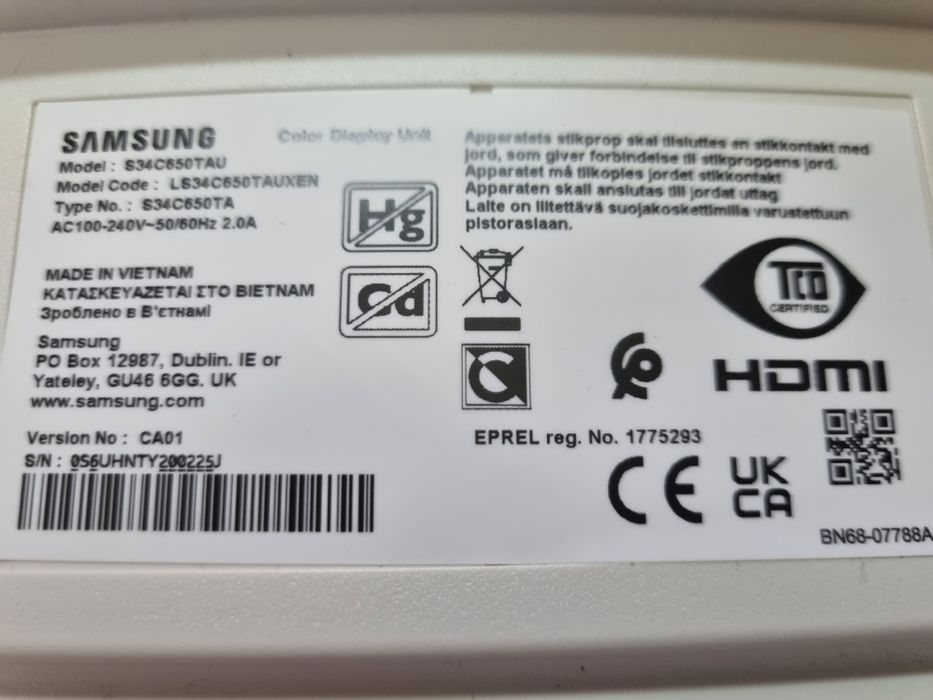 SAMSUNG
Color Display Unit
Model : S34C650TAU
Model Code : LS34C650TAUXEN
Type No. : S34C650TA
AC100-240V~50/60Hz 2.0A
Hg
Cd
MADE IN VIETNAM
ΚΑΤΑΣΚΕΥΑΖΕΤΑΙ ΣΤΟ ΒΙΕΤΝΑΜ
Зроблено в В'єтнамі
Samsung
PO Box 12987, Dublin. IE or
Yateley, GU46 6GG. UK
www.samsung.com
Version No : CA01
S/N : 0S6UHNTY200225J
Apparatets stikprop skal tilsluttes en stikkontakt med
jord, som giver forbindelse til stikproppens jord.
Apparatet må tilkoples jordet stikkontakt
Apparaten skall anslutas till jordat uttag
Laite on liitettävä suojakoskettimilla varustettuun
pistorasiaan.
TCO
CERTIFIED
HDMI
EPREL reg. No. 1775293
CE
UK
CA
BN68-07788A